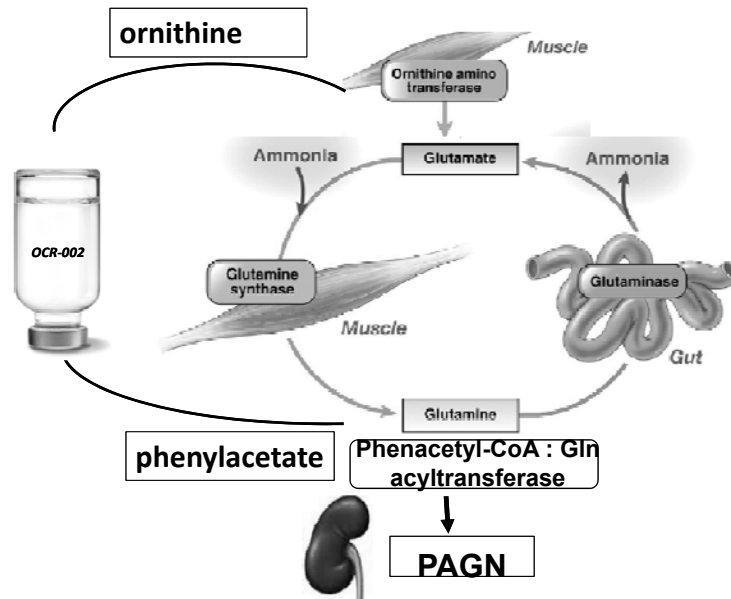 ornithine
Muscle
Ornithine amino
transferase
Ammonia
Glutamate
Ammonia
OCR-002
Glutamine
synthase
Muscle
Glutaminase
Gut
Glutamine
phenylacetate
Phenacetyl-CoA : Gln
acyltransferase
PAGN